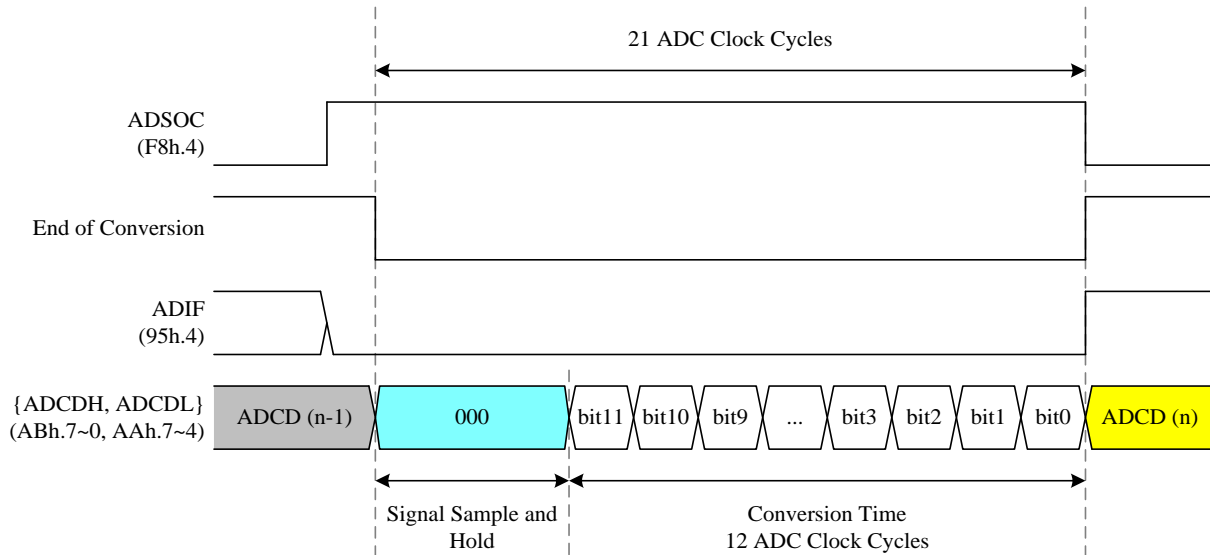 21 ADC Clock Cycles
ADSOC
(F8h.4)
End of Conversion
ADIF
(95h.4)
{ADCDH, ADCDL}
(ABh.7~0, AAh.7~4)
ADCD (n-1)
000
bit11
bit10
bit9
...
bit3
bit2
bit1
bit0
ADCD (n)
Signal Sample and
Hold
Conversion Time
12 ADC Clock Cycles